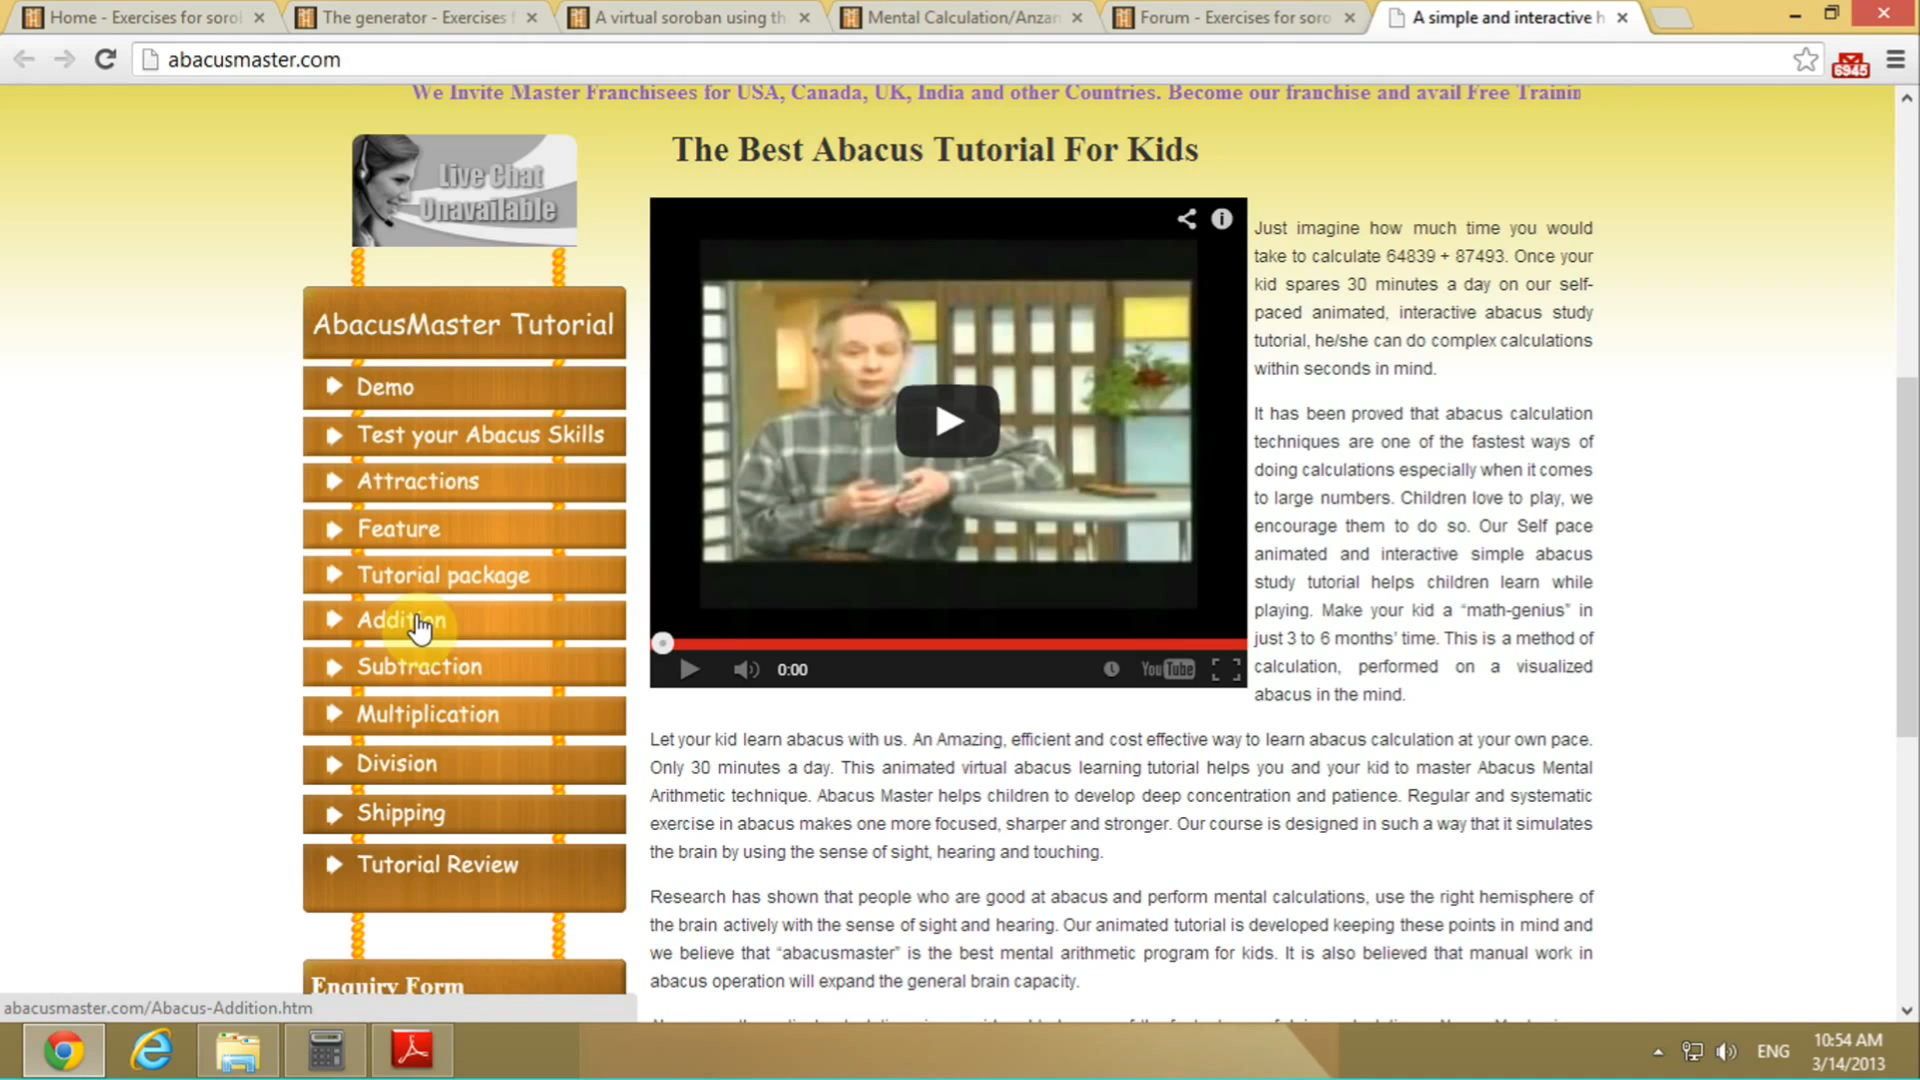 Home - Exercises for sorol
The generator - Exercises f
A virtual soroban using th
Mental Calculation/Anzan
Forum - Exercises for soro
A simple and interactive h
abacusmaster.com
6945
We Invite Master Franchisees for USA, Canada, UK, India and other Countries. Become our franchise and avail Free Trainin
Live Chat
Unavailable
The Best Abacus Tutorial For Kids
AbacusMaster Tutorial
Demo
Test your Abacus Skills
Attractions
Feature
Tutorial package
Addition
Subtraction
Multiplication
Division
Shipping
Tutorial Review
Enquiry Form
0:00
YouTube
Just imagine how much time you would
take to calculate 64839 + 87493. Once your
kid spares 30 minutes a day on our self-
paced animated, interactive abacus study
tutorial, he/she can do complex calculations
within seconds in mind.
It has been proved that abacus calculation
techniques are one of the fastest ways of
doing calculations especially when it comes
to large numbers. Children love to play, we
encourage them to do so. Our Self pace
animated and interactive simple abacus
study tutorial helps children learn while
playing. Make your kid a “math-genius” in
just 3 to 6 months’ time. This is a method of
calculation, performed on a visualized
abacus in the mind.
Let your kid learn abacus with us. An Amazing, efficient and cost effective way to learn abacus calculation at your own pace.
Only 30 minutes a day. This animated virtual abacus learning tutorial helps you and your kid to master Abacus Mental
Arithmetic technique. Abacus Master helps children to develop deep concentration and patience. Regular and systematic
exercise in abacus makes one more focused, sharper and stronger. Our course is designed in such a way that it simulates
the brain by using the sense of sight, hearing and touching.
Research has shown that people who are good at abacus and perform mental calculations, use the right hemisphere of
the brain actively with the sense of sight and hearing. Our animated tutorial is developed keeping these points in mind and
we believe that “abacusmaster” is the best mental arithmetic program for kids. It is also believed that manual work in
abacus operation will expand the general brain capacity.
abacusmaster.com/Abacus-Addition.htm
ENG
10:54 AM
3/14/2013